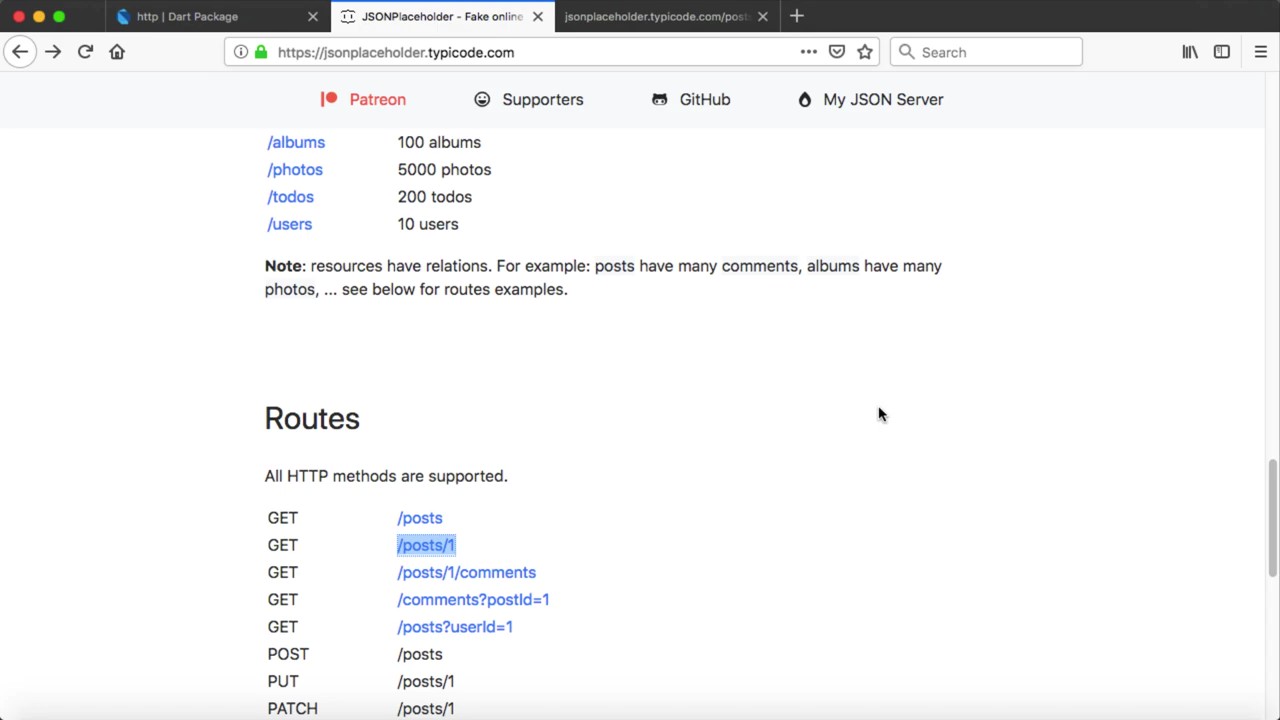 http | Dart Package
JSONPlaceholder - Fake online
jsonplaceholder.typicode.com/post
https://jsonplaceholder.typicode.com
Search
Patreon
Supporters
GitHub
My JSON Server
/albums 100 albums
/photos 5000 photos
/todos 200 todos
/users 10 users
Note: resources have relations. For example: posts have many comments, albums have many
photos, ... see below for routes examples.
Routes
All HTTP methods are supported.
GET /posts
GET /posts/1
GET /posts/1/comments
GET /comments?postId=1
GET /posts?userId=1
POST /posts
PUT /posts/1
PATCH /posts/1